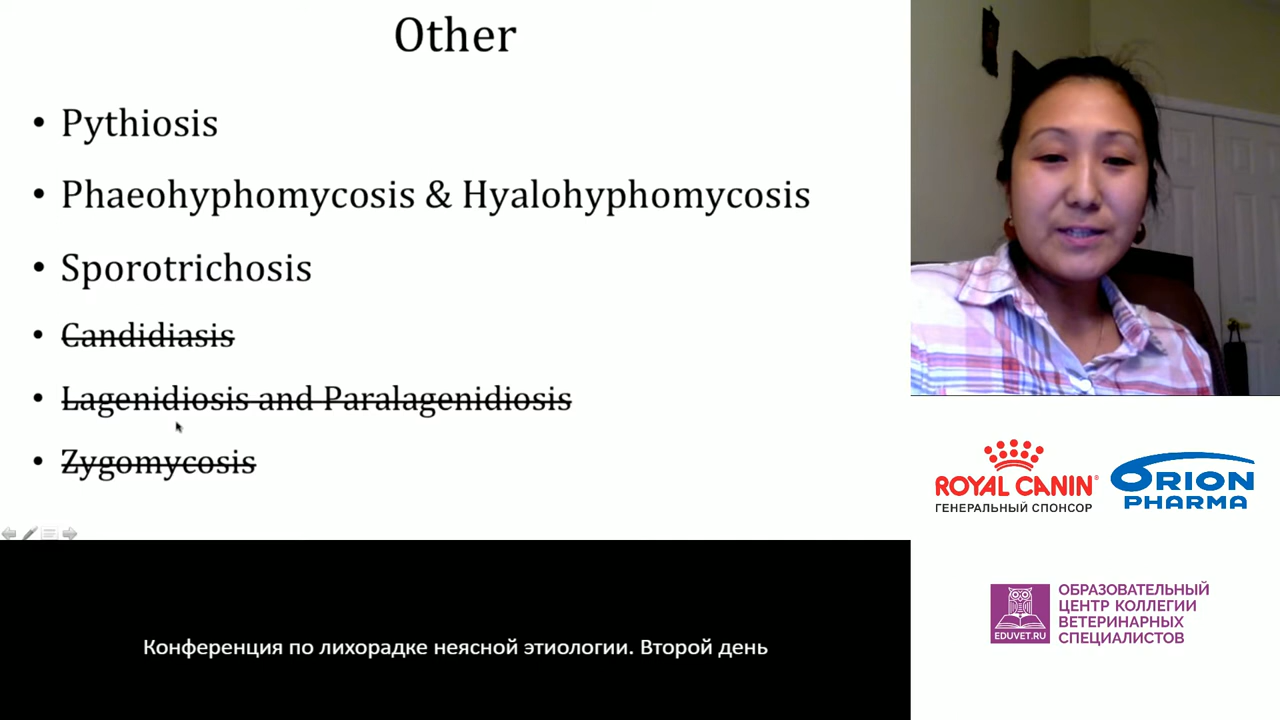 Other
• Pythiosis
• Phaeohyphomycosis & Hyalohyphomycosis
• Sporotrichosis
• Candidiasis
• Lagenidiosis and Paralagenidiosis
• Zygomycosis
ROYAL CANIN®
ГЕНЕРАЛЬНЫЙ СПОНСОР
ORION
PHARMA
EDUVET.RU
ОБРАЗОВАТЕЛЬНЫЙ
ЦЕНТР КОЛЛЕГИИ
ВЕТЕРИНАРНЫХ
СПЕЦИАЛИСТОВ
Конференция по лихорадке неясной этиологии. Второй день